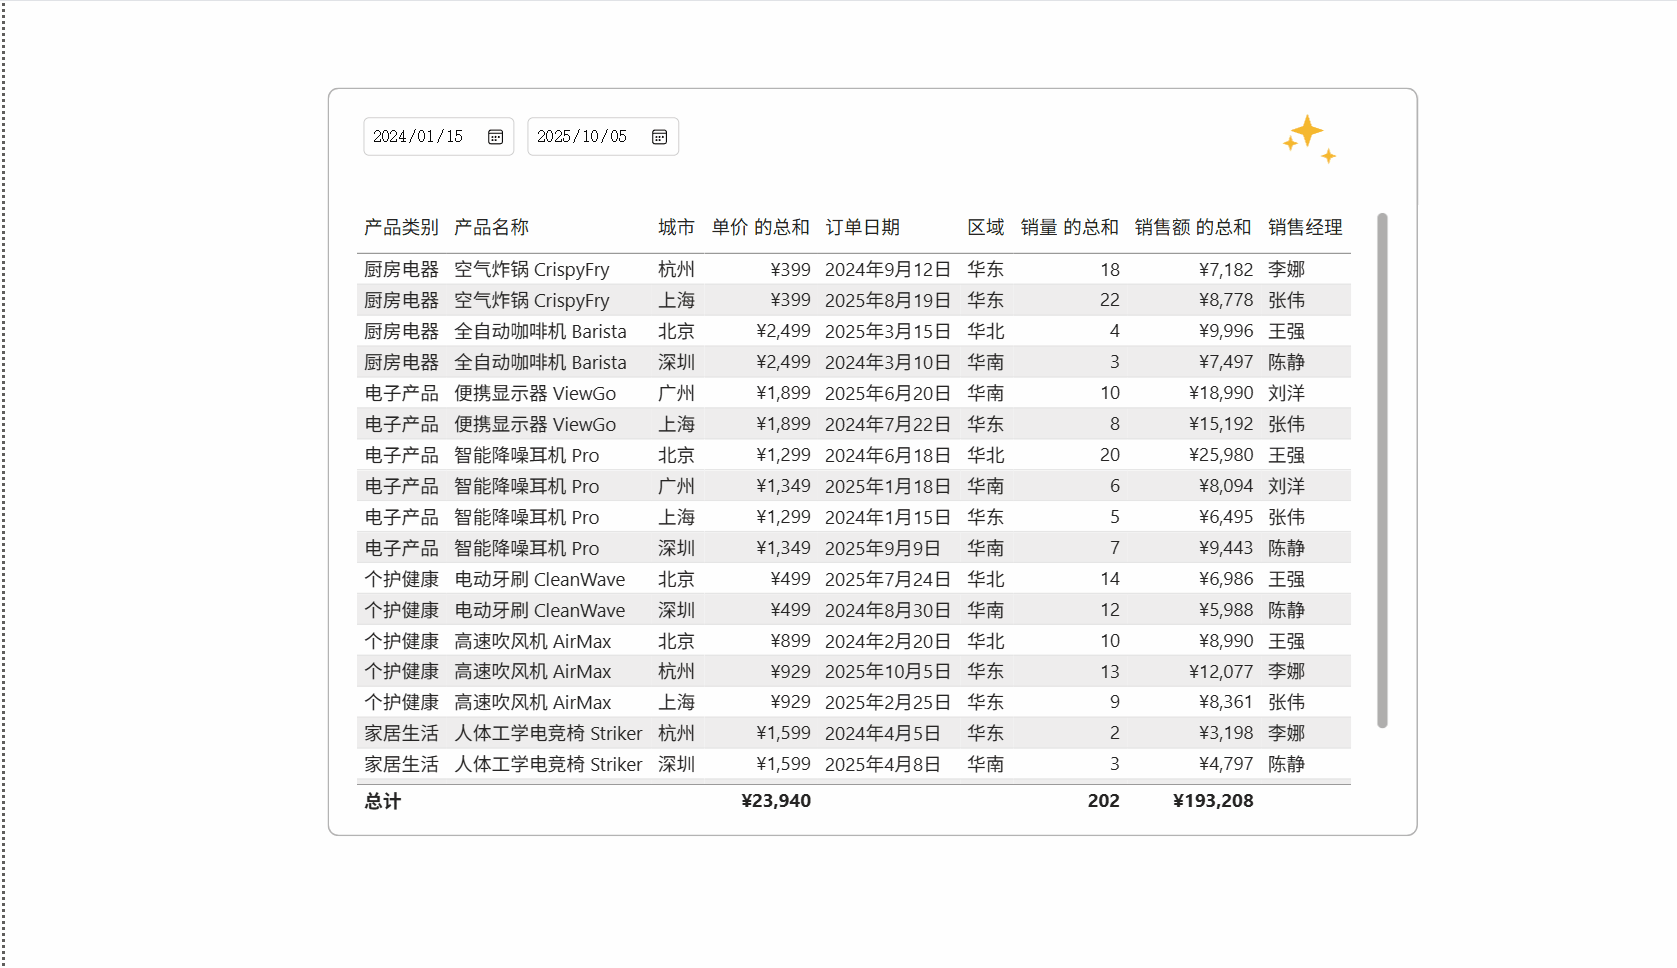 2024/01/15 2025/10/05
产品类别 产品名称 城市 单价 的总和 订单日期 区域 销量 的总和 销售额 的总和 销售经理
厨房电器 空气炸锅 CrispyFry 杭州 ¥399 2024年9月12日 华东 18 ¥7,182 李娜
厨房电器 空气炸锅 CrispyFry 上海 ¥399 2025年8月19日 华东 22 ¥8,778 张伟
厨房电器 全自动咖啡机 Barista 北京 ¥2,499 2025年3月15日 华北 4 ¥9,996 王强
厨房电器 全自动咖啡机 Barista 深圳 ¥2,499 2024年3月10日 华南 3 ¥7,497 陈静
电子产品 便携显示器 ViewGo 广州 ¥1,899 2025年6月20日 华南 10 ¥18,990 刘洋
电子产品 便携显示器 ViewGo 上海 ¥1,899 2024年7月22日 华东 8 ¥15,192 张伟
电子产品 智能降噪耳机 Pro 北京 ¥1,299 2024年6月18日 华北 20 ¥25,980 王强
电子产品 智能降噪耳机 Pro 广州 ¥1,349 2025年1月18日 华南 6 ¥8,094 刘洋
电子产品 智能降噪耳机 Pro 上海 ¥1,299 2024年1月15日 华东 5 ¥6,495 张伟
电子产品 智能降噪耳机 Pro 深圳 ¥1,349 2025年9月9日 华南 7 ¥9,443 陈静
个护健康 电动牙刷 CleanWave 北京 ¥499 2025年7月24日 华北 14 ¥6,986 王强
个护健康 电动牙刷 CleanWave 深圳 ¥499 2024年8月30日 华南 12 ¥5,988 陈静
个护健康 高速吹风机 AirMax 北京 ¥899 2024年2月20日 华北 10 ¥8,990 王强
个护健康 高速吹风机 AirMax 杭州 ¥929 2025年10月5日 华东 13 ¥12,077 李娜
个护健康 高速吹风机 AirMax 上海 ¥929 2025年2月25日 华东 9 ¥8,361 张伟
家居生活 人体工学电竞椅 Striker 杭州 ¥1,599 2024年4月5日 华东 2 ¥3,198 李娜
家居生活 人体工学电竞椅 Striker 深圳 ¥1,599 2025年4月8日 华南 3 ¥4,797 陈静
总计 ¥23,940 202 ¥193,208